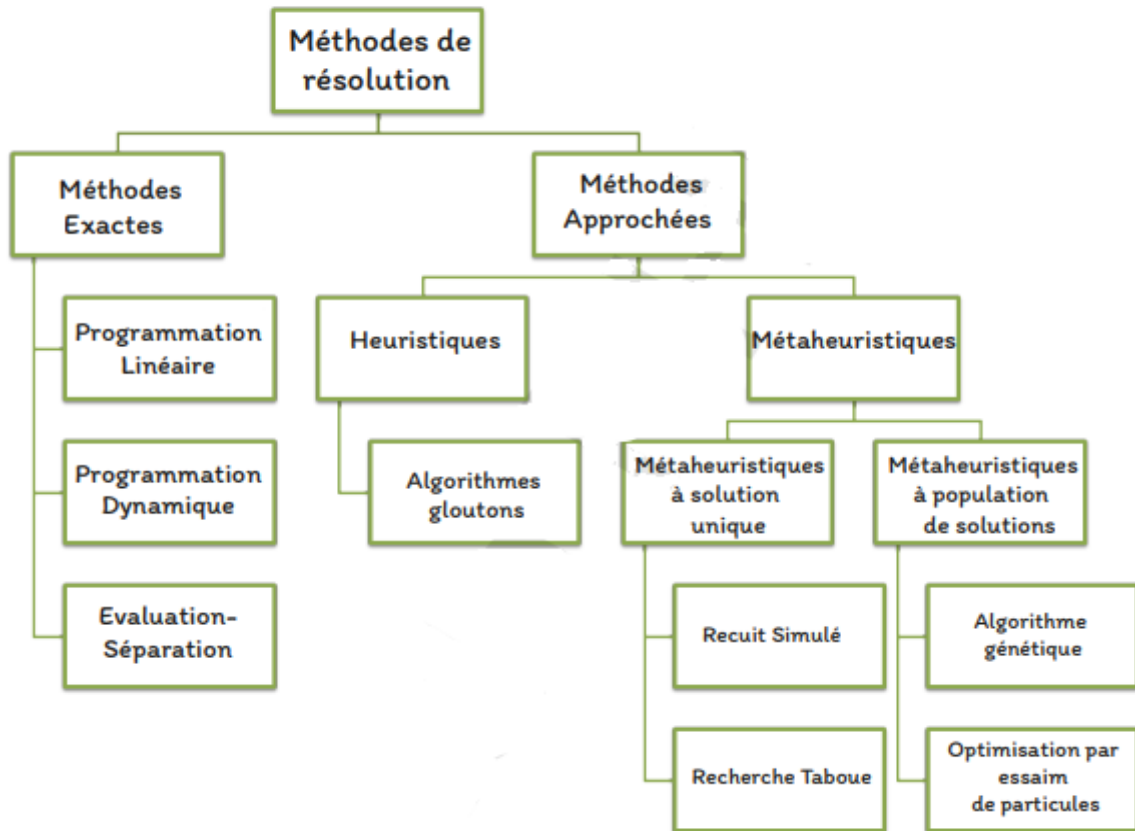 Méthodes de
résolution
Méthodes
Exactes
Méthodes
Approchées
Programmation
Linéaire
Heuristiques
Métaheuristiques
Programmation
Dynamique
Algorithmes
gloutons
Métaheuristiques
à solution
unique
Métaheuristiques
à population
de solutions
Evaluation-
Séparation
Recuit Simulé
Algorithme
génétique
Recherche Taboue
Optimisation par
essaim
de particules